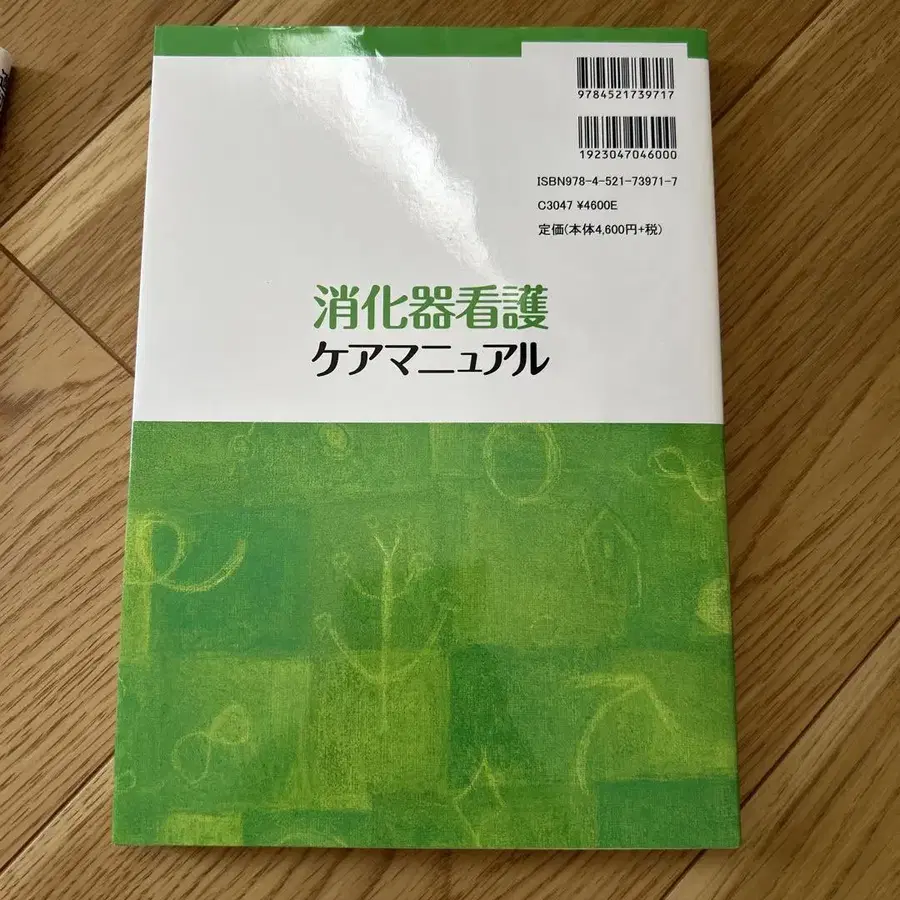 9784521739717
1923047046000
ISBN978-4-521-73971-7
C3047 ¥4600E
定価(本体4,600円+税)
消化器看護
ケアマニュアル